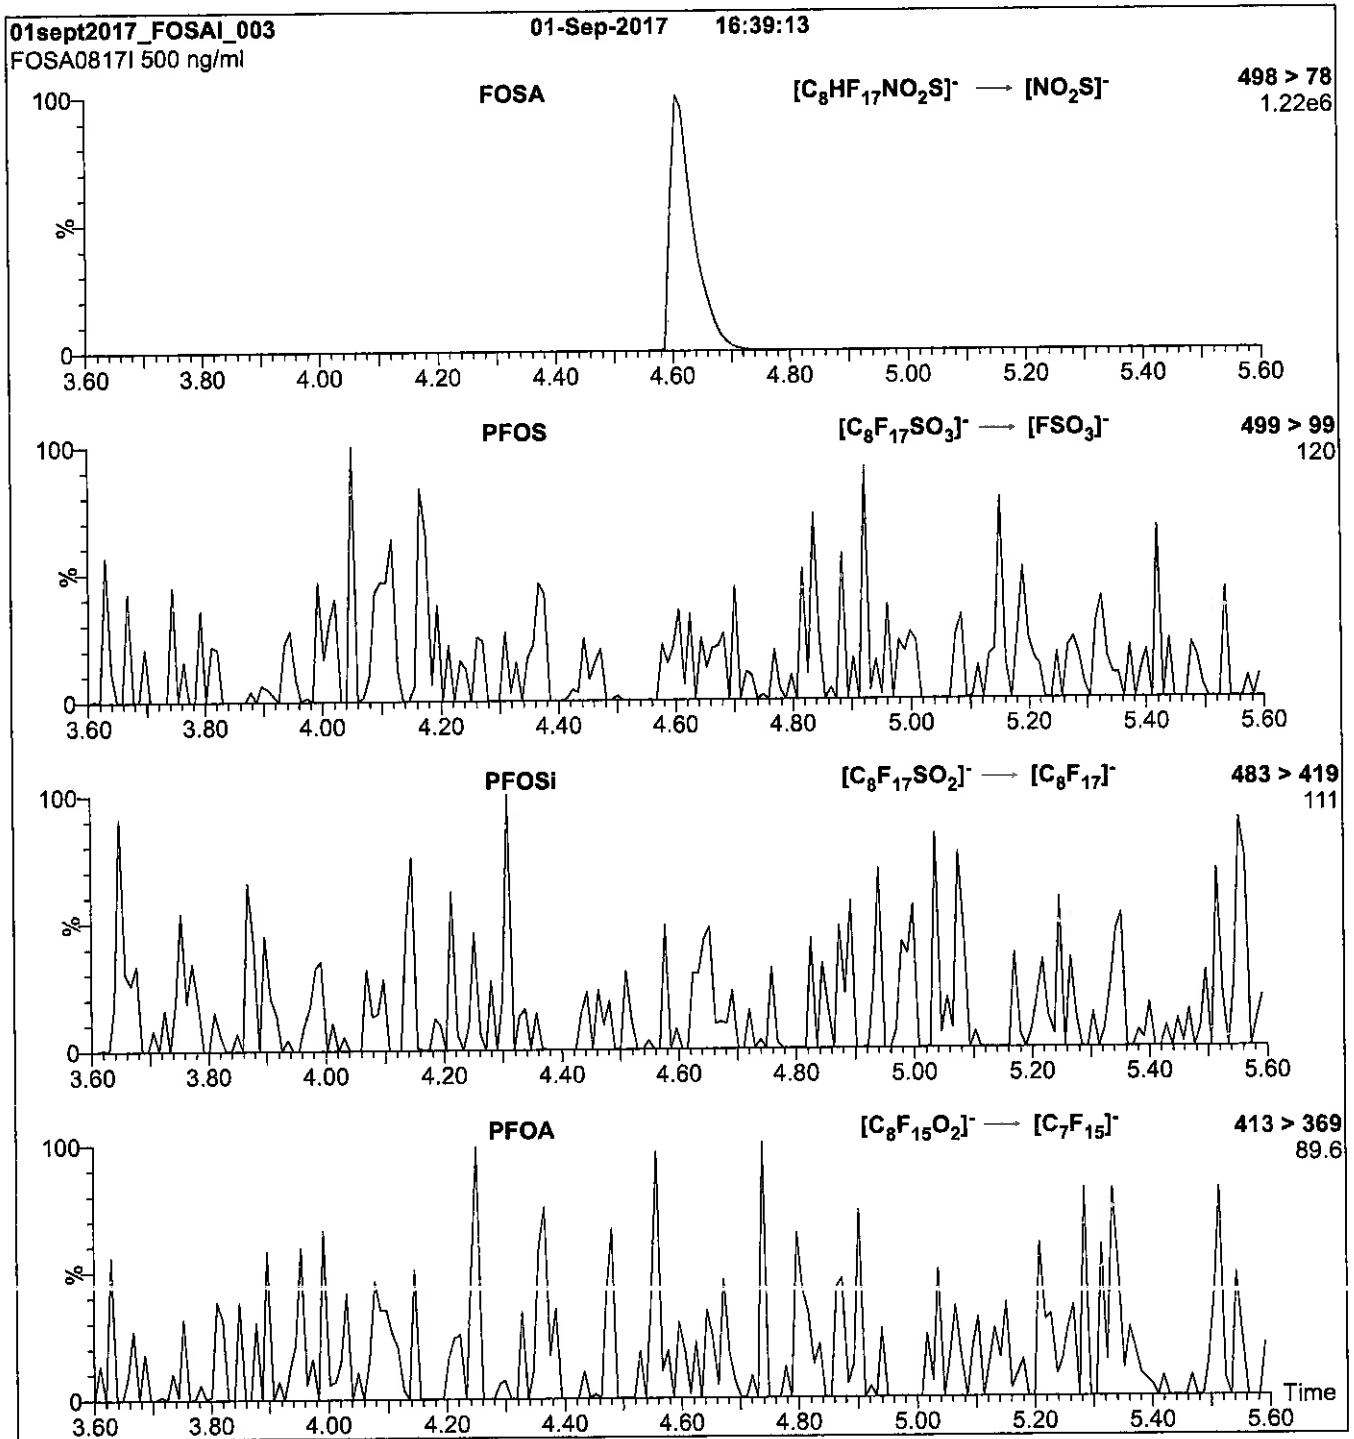 01sept2017_FOSAI_003 01-Sep-2017 16:39:13
FOSA0817I 500 ng/ml
FOSA [C₈HF₁₇NO₂S]⁻ → [NO₂S]⁻ 498 > 78
1.22e6
100
%
0
3.60 3.80 4.00 4.20 4.40 4.60 4.80 5.00 5.20 5.40 5.60
PFOS [C₈F₁₇SO₃]⁻ → [FSO₃]⁻ 499 > 99
120
100
%
0
3.60 3.80 4.00 4.20 4.40 4.60 4.80 5.00 5.20 5.40 5.60
PFOSi [C₈F₁₇SO₂]⁻ → [C₈F₁₇]⁻ 483 > 419
111
100
%
0
3.60 3.80 4.00 4.20 4.40 4.60 4.80 5.00 5.20 5.40 5.60
PFOA [C₈F₁₅O₂]⁻ → [C₇F₁₅]⁻ 413 > 369
89.6
100
%
0
Time
3.60 3.80 4.00 4.20 4.40 4.60 4.80 5.00 5.20 5.40 5.60